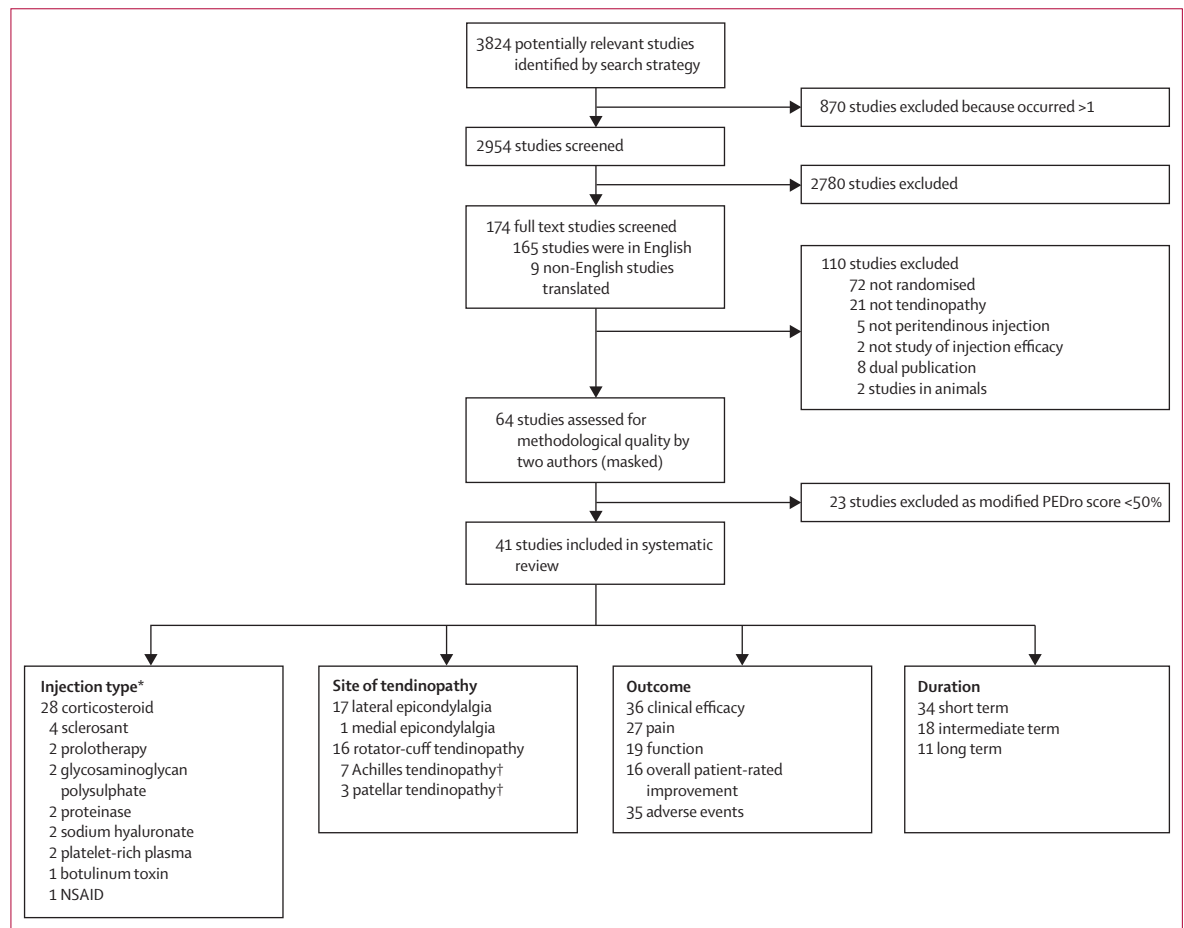 3824 potentially relevant studies
identified by search strategy
870 studies excluded because occurred >1
2954 studies screened
2780 studies excluded
174 full text studies screened
165 studies were in English
9 non-English studies
translated
110 studies excluded
72 not randomised
21 not tendinopathy
5 not peritendinous injection
2 not study of injection efficacy
8 dual publication
2 studies in animals
64 studies assessed for
methodological quality by
two authors (masked)
23 studies excluded as modified PEDro score <50%
41 studies included in systematic
review
Injection type*
28 corticosteroid
4 sclerosant
2 prolotherapy
2 glycosaminoglycan
polysulphate
2 proteinase
2 sodium hyaluronate
2 platelet-rich plasma
1 botulinum toxin
1 NSAID
Site of tendinopathy
17 lateral epicondylalgia
1 medial epicondylalgia
16 rotator-cuff tendinopathy
7 Achilles tendinopathy†
3 patellar tendinopathy†
Outcome
36 clinical efficacy
27 pain
19 function
16 overall patient-rated
improvement
35 adverse events
Duration
34 short term
18 intermediate term
11 long term